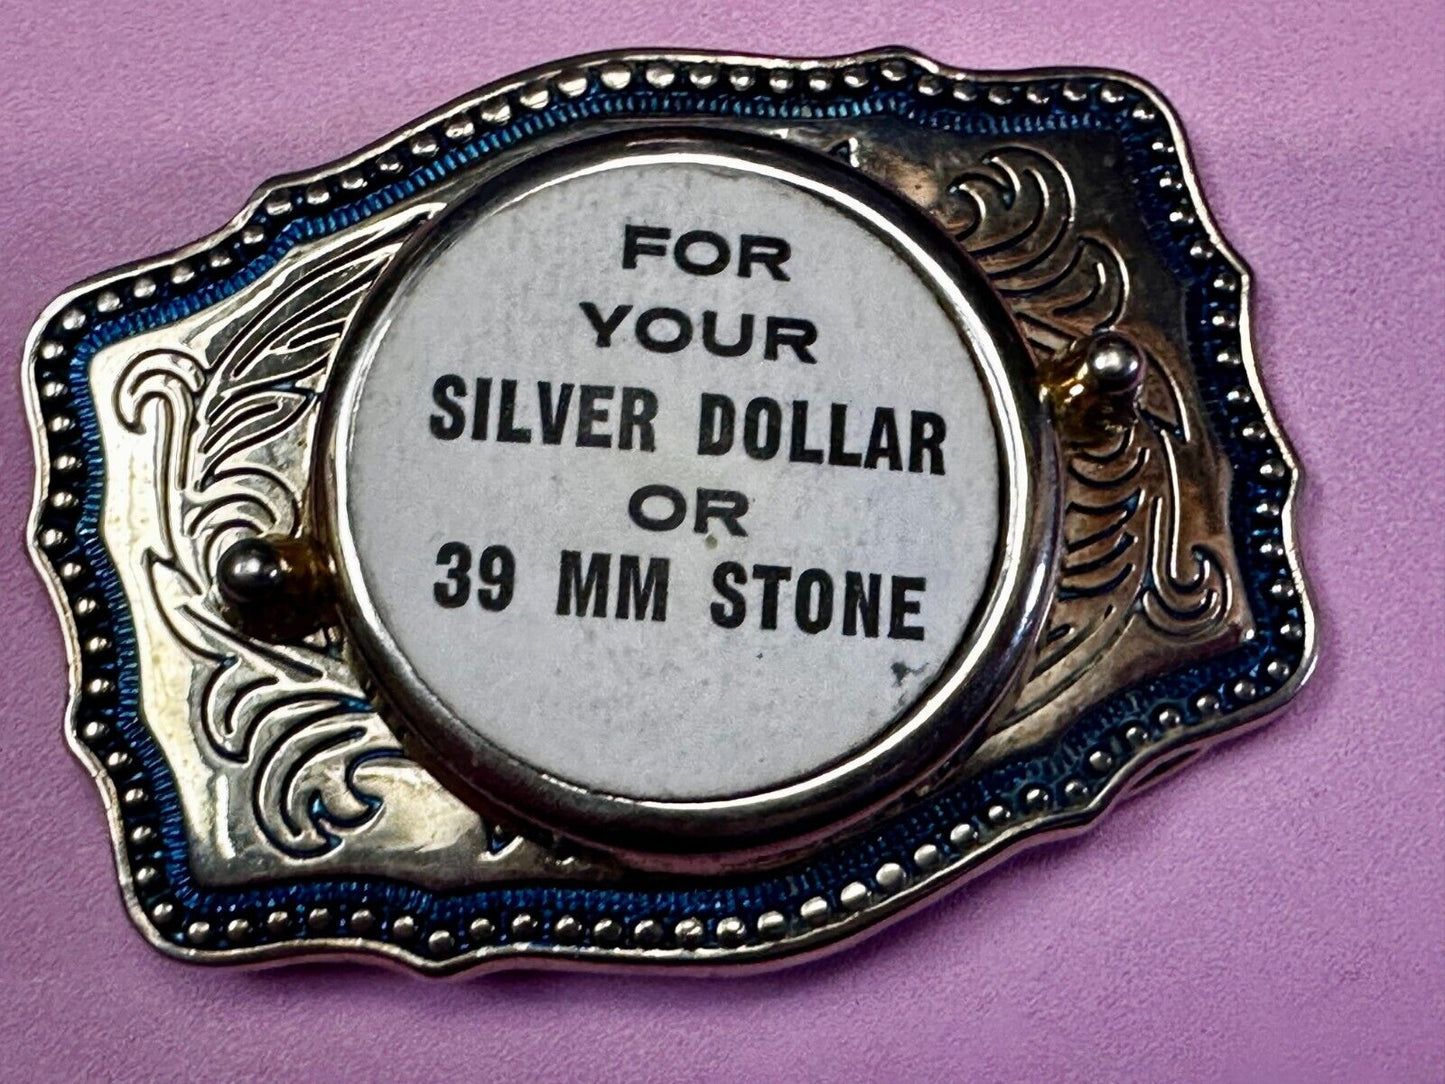 FOR
YOUR
SILVER DOLLAR
OR
39 MM STONE